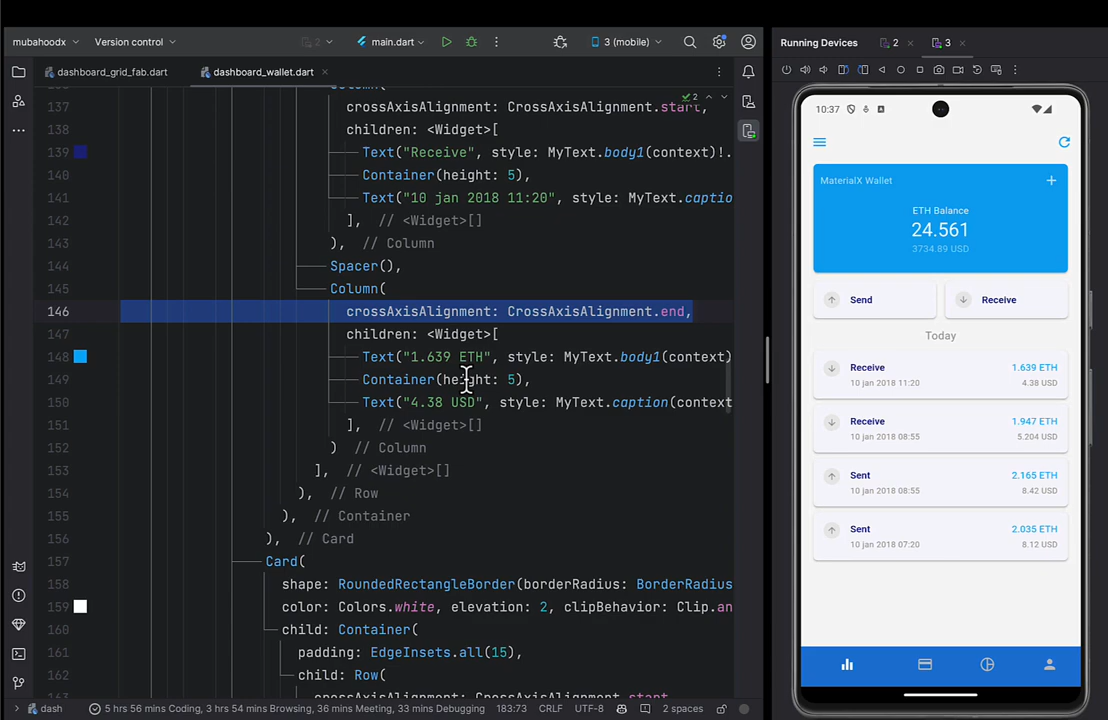 mubahoodx
Version control
2
main.dart
3 (mobile)
Running Devices
2
3
dashboard_grid_fab.dart
dashboard_wallet.dart
2
Column(
137 crossAxisAlignment: CrossAxisAlignment.start,
138 children: <Widget>[
139 Text("Receive", style: MyText.body1(context)!.
140 Container(height: 5),
141 Text("10 jan 2018 11:20", style: MyText.captio
142 ], // <Widget>[]
143 ), // Column
144 Spacer(),
145 Column(
146 crossAxisAlignment: CrossAxisAlignment.end,
147 children: <Widget>[
148 Text("1.639 ETH", style: MyText.body1(context)
149 Container(height: 5),
150 Text("4.38 USD", style: MyText.caption(context
151 ], // <Widget>[]
152 ) // Column
153 ], // <Widget>[]
154 ), // Row
155 ), // Container
156 ), // Card
157 Card(
158 shape: RoundedRectangleBorder(borderRadius: BorderRadius
159 color: Colors.white, elevation: 2, clipBehavior: Clip.an
160 child: Container(
161 padding: EdgeInsets.all(15),
162 child: Row(
crossAxisAlignment: CrossAxisAlignment.start
dash
5 hrs 56 mins Coding, 3 hrs 54 mins Browsing, 36 mins Meeting, 33 mins Debugging
183:73
CRLF
UTF-8
2 spaces
10:37
MaterialX Wallet
ETH Balance
24.561
3734.89 USD
Send
Receive
Today
Receive 1.639 ETH
10 jan 2018 11:20 4.38 USD
Receive 1.947 ETH
10 jan 2018 08:55 5.204 USD
Sent 2.165 ETH
10 jan 2018 08:55 8.42 USD
Sent 2.035 ETH
10 jan 2018 07:20 8.12 USD